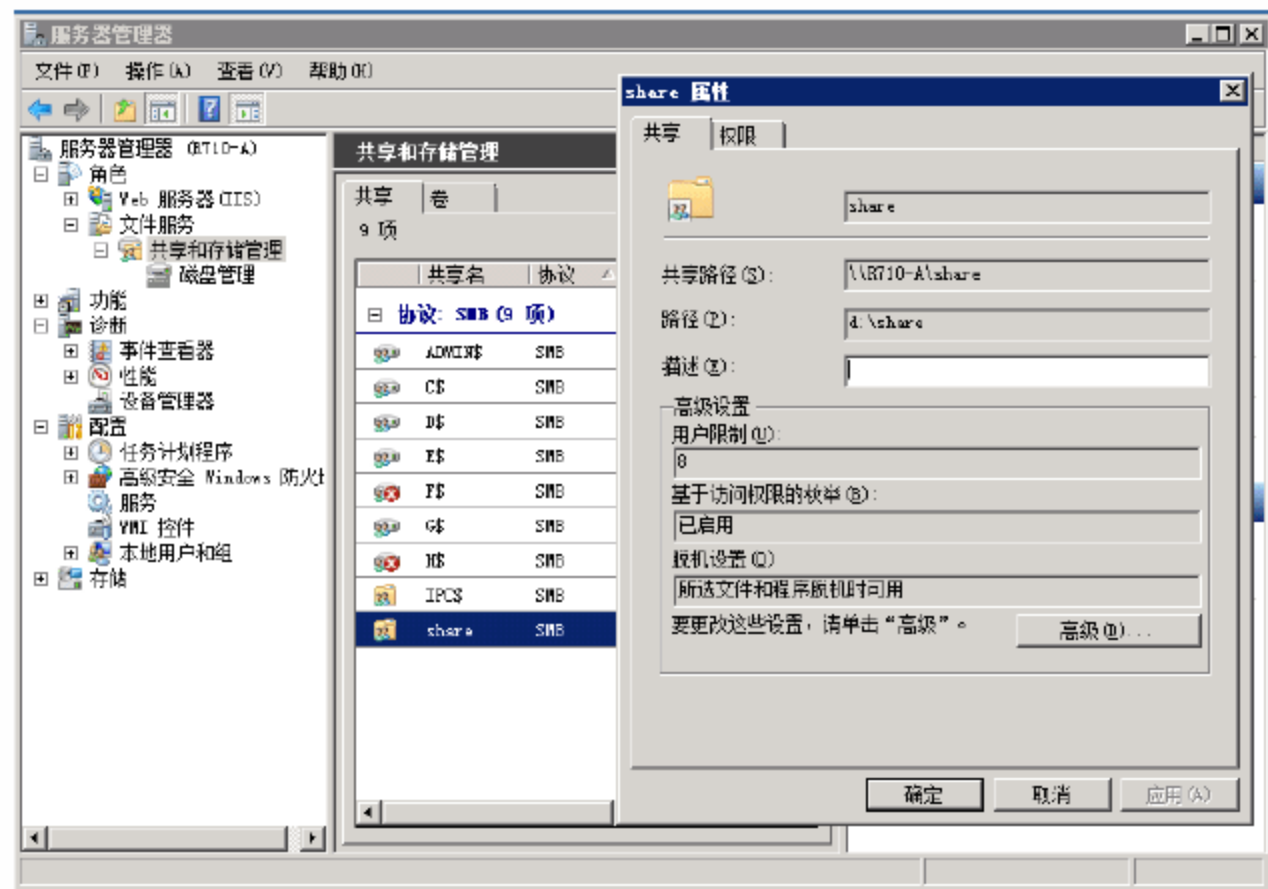 服务器管理器
文件(F) 操作(A) 查看(V) 帮助(H)
服务器管理器 (R710-A)
角色
Web 服务器(IIS)
文件服务
共享和存储管理
磁盘管理
功能
诊断
事件查看器
性能
设备管理器
配置
任务计划程序
高级安全 Windows 防火
服务
WMI 控件
本地用户和组
存储
共享和存储管理
共享 卷
9 项
共享名 协议
协议: SMB (9 项)
ADMIN$ SMB
C$ SMB
D$ SMB
E$ SMB
F$ SMB
G$ SMB
H$ SMB
IPC$ SMB
share SMB
share 属性
共享 权限
share
共享路径(S): \\R710-A\share
路径(P): d:\share
描述(E):
高级设置
用户限制(U):
8
基于访问权限的枚举(B):
已启用
脱机设置(O)
所选文件和程序脱机时可用
要更改这些设置，请单击“高级”。 高级(D)...
确定 取消 应用(A)